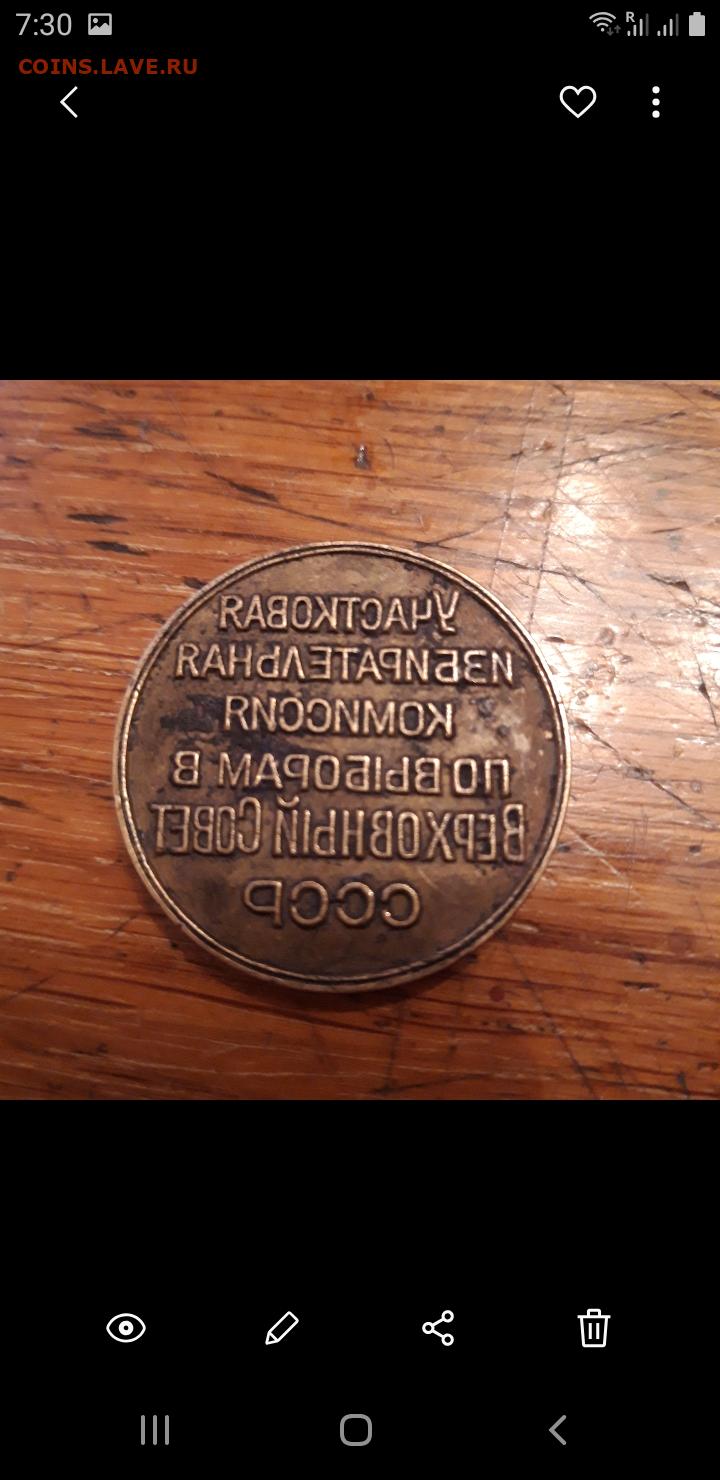 7:30
R
COINS.LAVE.RU
УЧАСТКОВАЯ
ИЗБИРАТЕЛЬНАЯ
КОМИССИЯ
ПО ВЫБОРАМ В
ВЕРХОВНЫЙ СОВЕТ
СССР